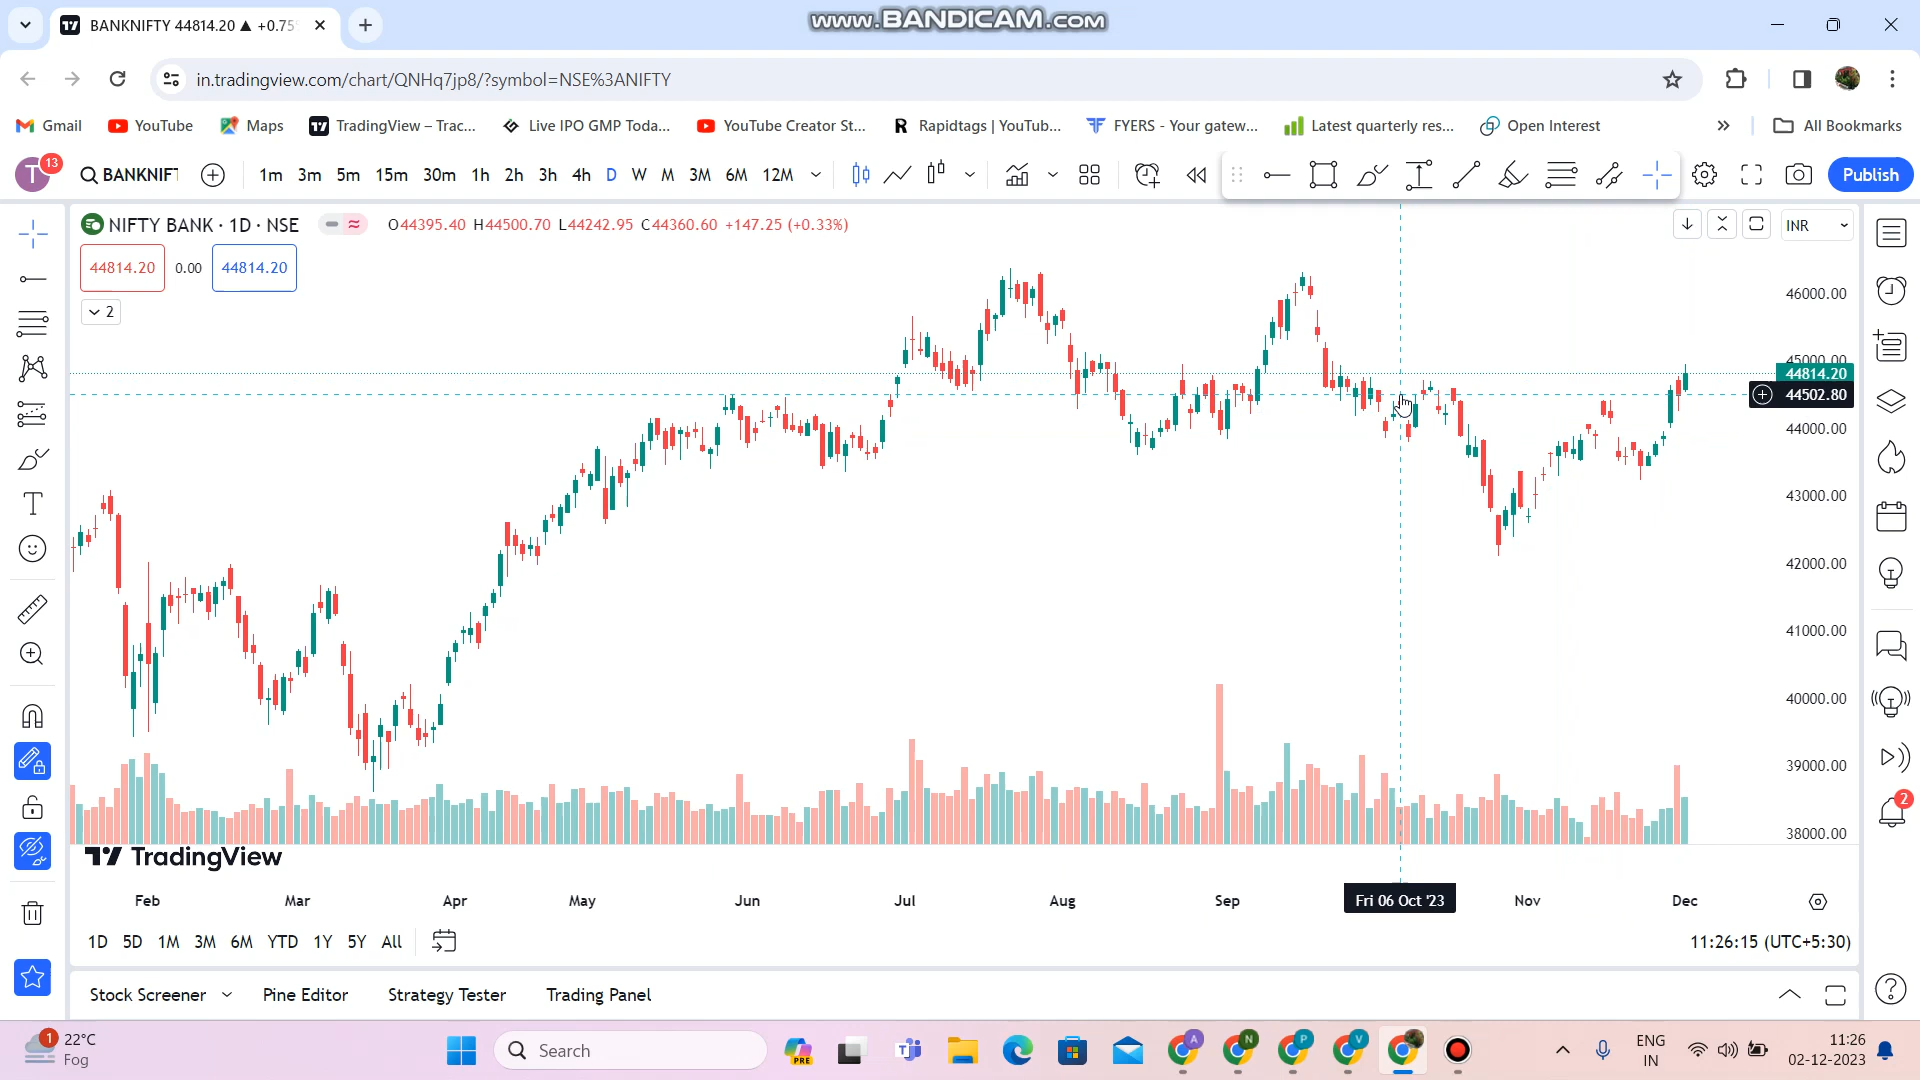 www.BANDICAM.com
BANKNIFTY 44814.20 ▲ +0.75
in.tradingview.com/chart/QNHq7jp8/?symbol=NSE%3ANIFTY
Gmail YouTube Maps TradingView – Trac... Live IPO GMP Toda... YouTube Creator St... Rapidtags | YouTub... FYERS - Your gatew... Latest quarterly res... Open Interest » All Bookmarks
T 13 BANKNIFT 1m 3m 5m 15m 30m 1h 2h 3h 4h D W M 3M 6M 12M Publish
NIFTY BANK · 1D · NSE O44395.40 H44500.70 L44242.95 C44360.60 +147.25 (+0.33%) INR
44814.20 0.00 44814.20
2
46000.00
45000.00
44814.20
44502.80
44000.00
43000.00
42000.00
41000.00
40000.00
39000.00
38000.00
2
TradingView
Feb Mar Apr May Jun Jul Aug Sep Fri 06 Oct '23 Nov Dec
1D 5D 1M 3M 6M YTD 1Y 5Y All 11:26:15 (UTC+5:30)
Stock Screener Pine Editor Strategy Tester Trading Panel
1 22°C
Fog
Search
PRE
A N P V
ENG
IN
11:26
02-12-2023